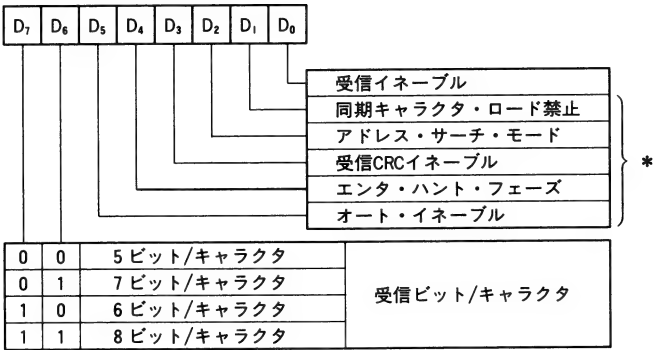 D₇ D₆ D₅ D₄ D₃ D₂ D₁ D₀
受信イネーブル
同期キャラクタ・ロード禁止
アドレス・サーチ・モード
受信CRCイネーブル
エンタ・ハント・フェーズ
オート・イネーブル
*
0 0 5ビット/キャラクタ
0 1 7ビット/キャラクタ
1 0 6ビット/キャラクタ
1 1 8ビット/キャラクタ
受信ビット/キャラクタ